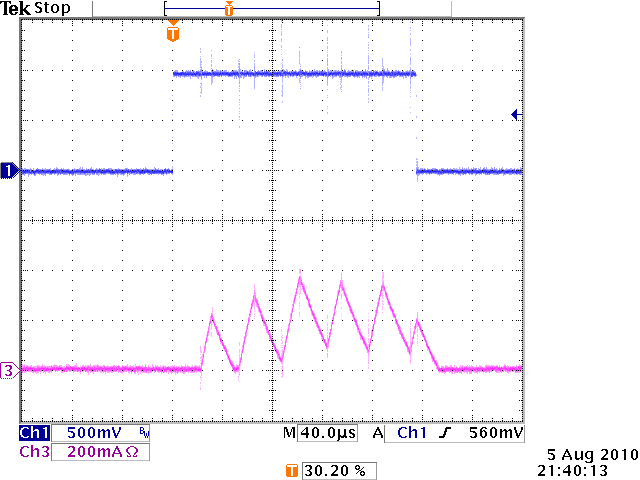 Tek Stop
T
T
1
3
Ch1 500mV BW M 40.0µs A Ch1 560mV
Ch3 200mA Ω
T 30.20 %
5 Aug 2010
21:40:13